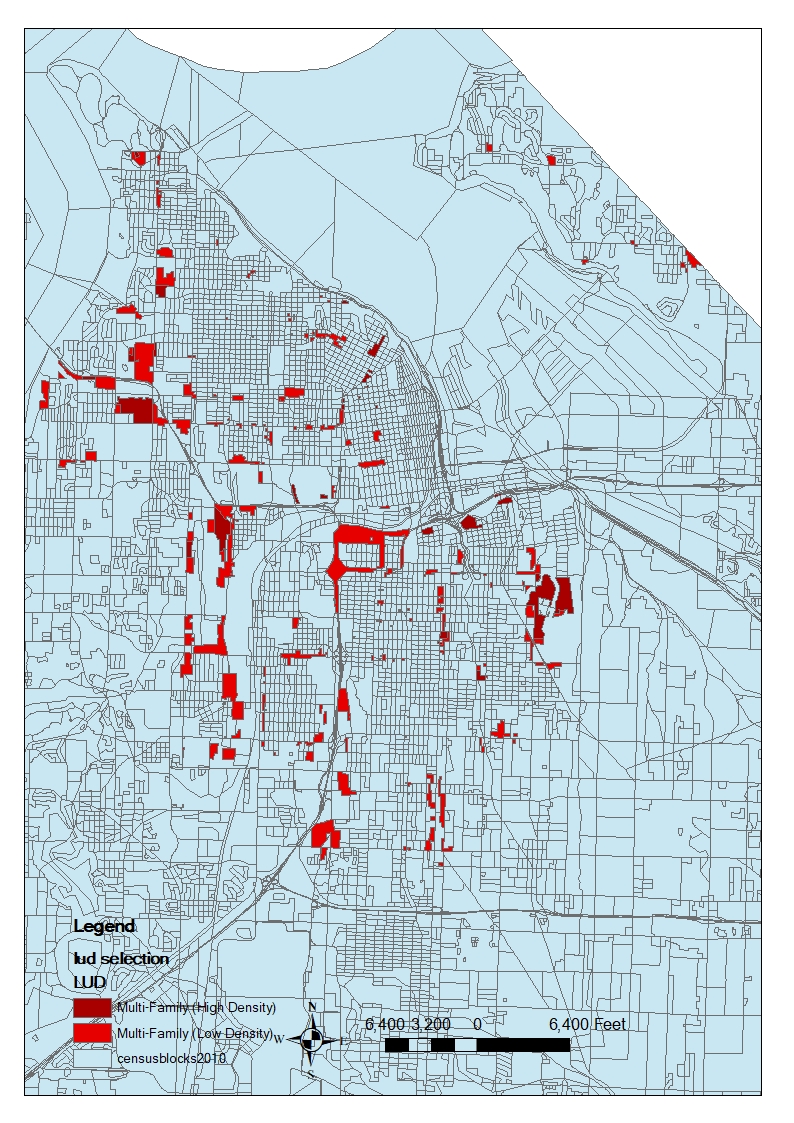 Legend
lud selection
LUD
Multi-Family (High Density)
Multi-Family (Low Density)
censusblocks2010
N
W
E
S
6,400 3,200 0 6,400 Feet